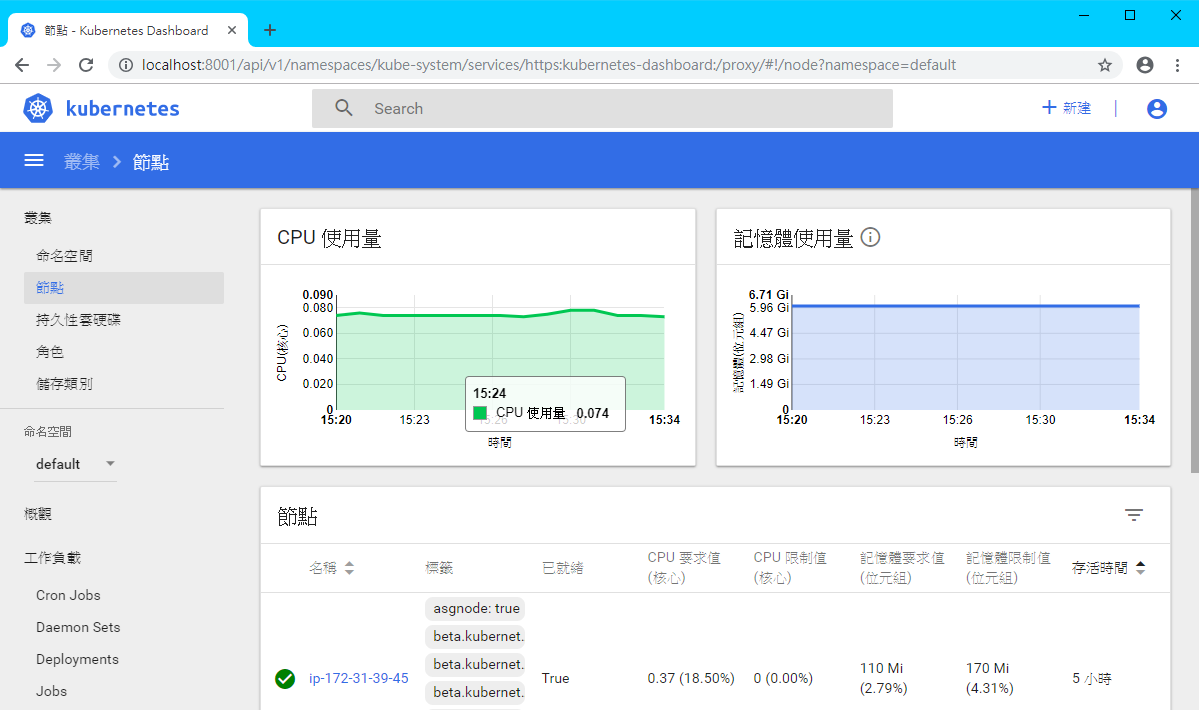 節點 - Kubernetes Dashboard
localhost:8001/api/v1/namespaces/kube-system/services/https:kubernetes-dashboard:/proxy/#!/node?namespace=default
kubernetes
Search
新建
叢集
節點
叢集
命名空間
節點
持久性雲硬碟
角色
儲存類別
命名空間
default
概觀
工作負載
Cron Jobs
Daemon Sets
Deployments
Jobs
CPU 使用量
CPU(核心)
0.090
0.080
0.060
0.040
0.020
0
15:20
15:23
15:26
15:30
15:34
時間
15:24
CPU 使用量 0.074
記憶體使用量
記憶體(位元組)
6.71 Gi
5.96 Gi
4.47 Gi
2.98 Gi
1.49 Gi
0
15:20
15:23
15:26
15:30
15:34
時間
節點
名稱
標籤
已就緒
CPU 要求值
(核心)
CPU 限制值
(核心)
記憶體要求值
(位元組)
記憶體限制值
(位元組)
存活時間
ip-172-31-39-45
asgnode: true
beta.kubernet.
beta.kubernet.
beta.kubernet.
True
0.37 (18.50%)
0 (0.00%)
110 Mi
(2.79%)
170 Mi
(4.31%)
5 小時